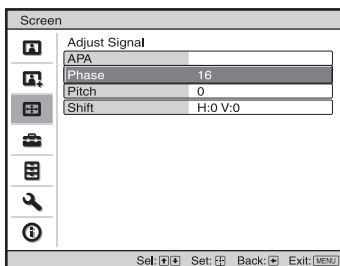 Screen
Adjust Signal
APA
Phase 16
Pitch 0
Shift H:0 V:0
Sel: Set: Back: Exit: MENU